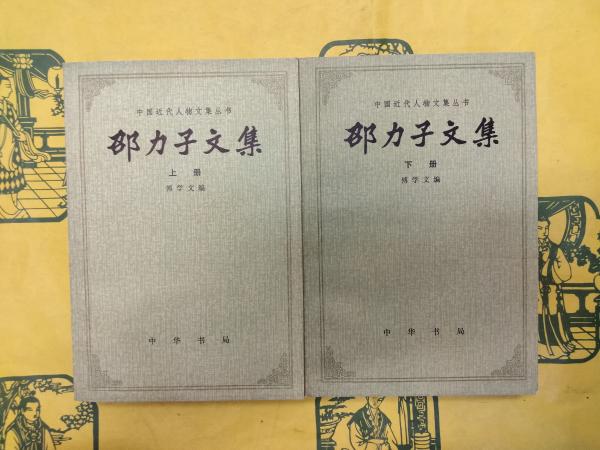 中国近代人物文集丛书
邵力子文集
上册
傅学文编
中华书局
中国近代人物文集丛书
邵力子文集
下册
傅学文编
中华书局